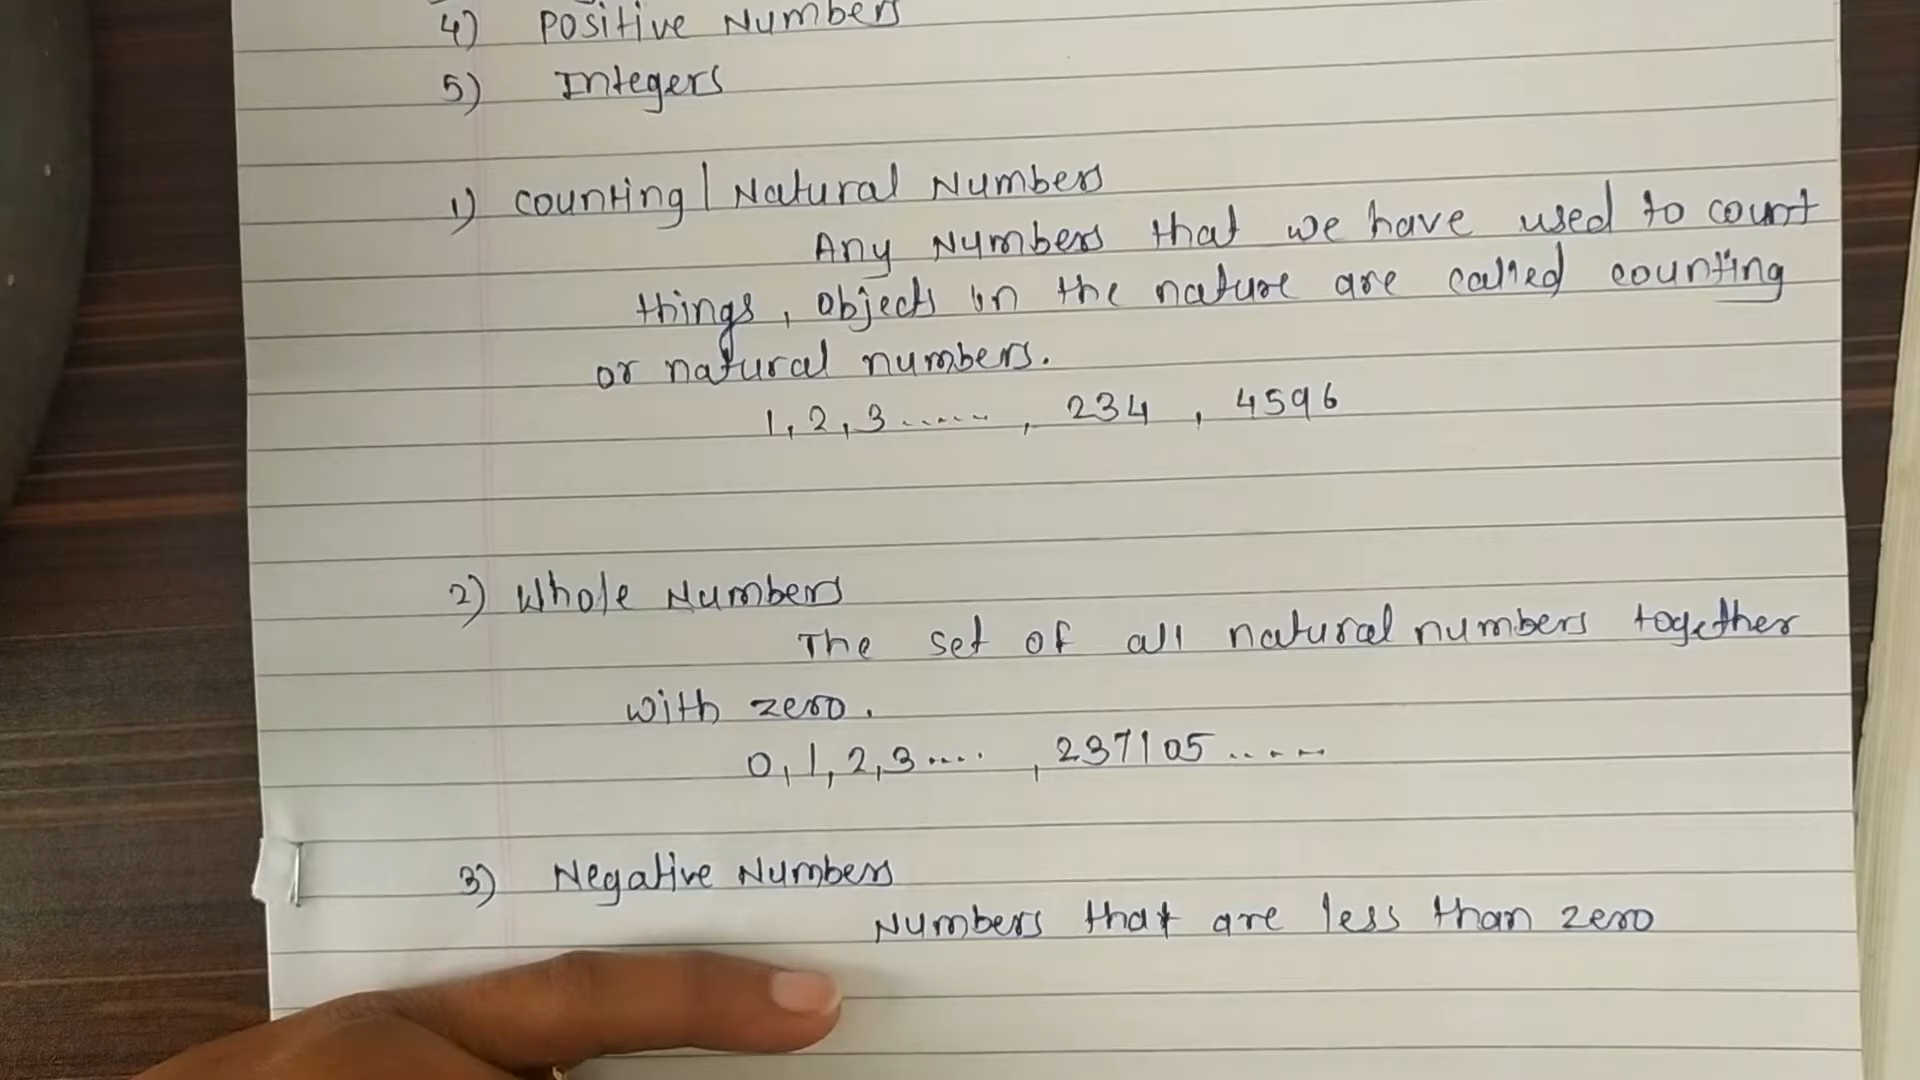 4) Positive Numbers
5) Integers
1) Counting | Natural Numbers
Any Numbers that we have used to count
things, objects in the nature are called counting
or natural numbers.
1, 2, 3 ....., 234, 4596
2) Whole Numbers
The set of all natural numbers together
with zero.
0, 1, 2, 3 ...., 237105 .....
3) Negative Numbers
Numbers that are less than zero